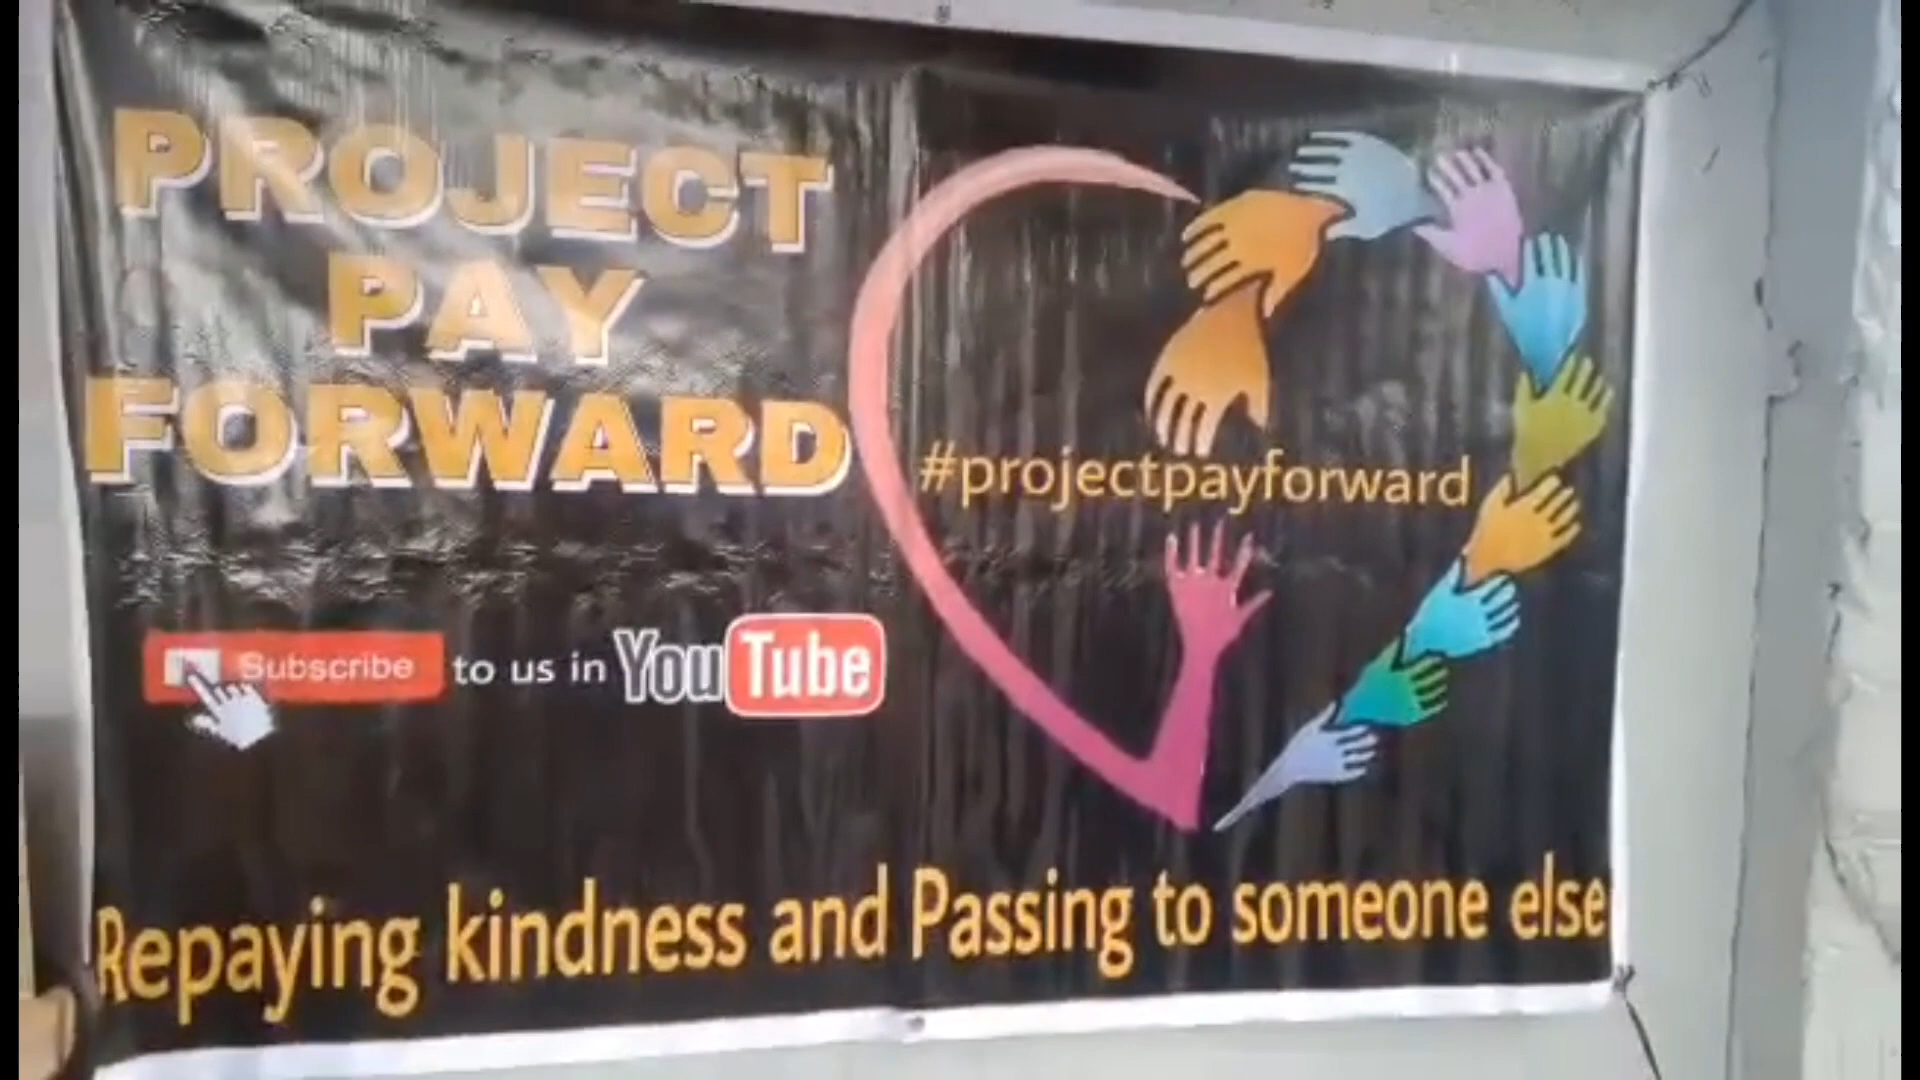 PROJECT
PAY
FORWARD
#projectpayforward
Subscribe to us in YouTube
Repaying kindness and Passing to someone else